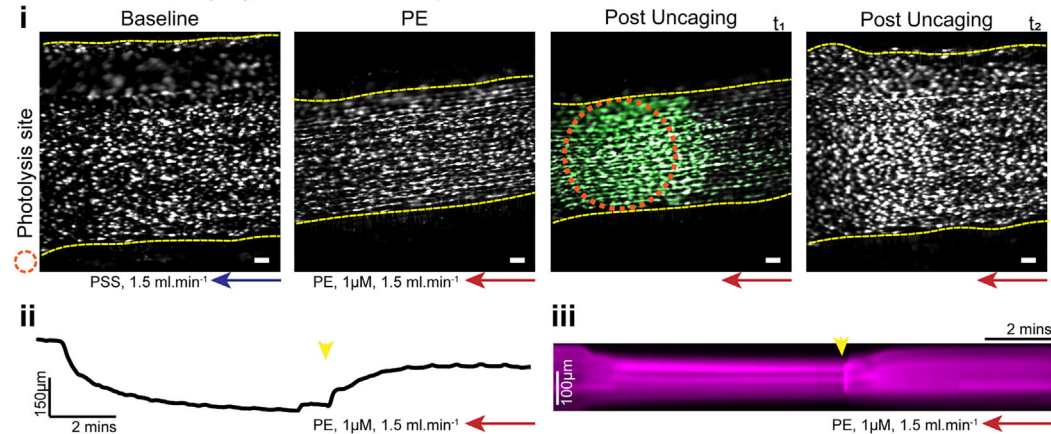 i
Baseline
PE
Post Uncaging
t₁
Post Uncaging
t₂
Photolysis site
PSS, 1.5 ml.min⁻¹
PE, 1µM, 1.5 ml.min⁻¹
ii
150µm
2 mins
PE, 1µM, 1.5 ml.min⁻¹
iii
2 mins
100µm
PE, 1µM, 1.5 ml.min⁻¹